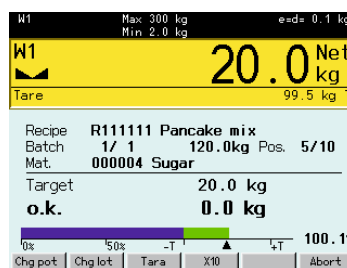 W1 Max 300 kg e=d= 0.1 kg
Min 2.0 kg
W1 20.0 Net kg
Tare 99.5 kg T
Recipe R111111 Pancake mix
Batch 1/ 1 120.0kg Pos. 5/10
Mat. 000004 Sugar
Target 20.0 kg
o.k. 0.0 kg
0% 50% -T +T 100.1
Chg pot Chg lot Tara X10 Abort